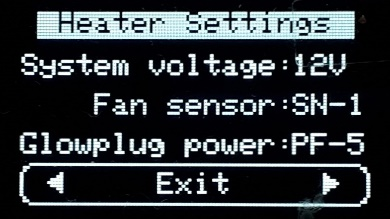 Heater Settings
System voltage:12V
Fan sensor:SN-1
Glowplug power:PF-5
◀ Exit ▶